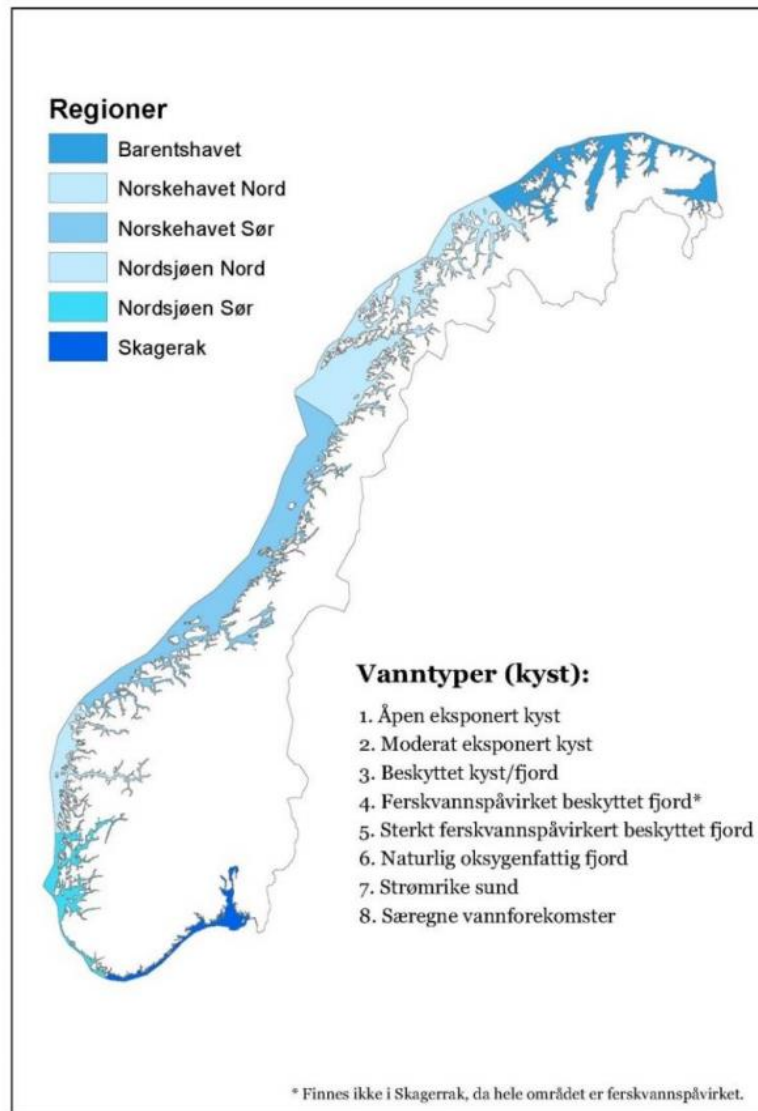 Regioner
Barentshavet
Norskehavet Nord
Norskehavet Sør
Nordsjøen Nord
Nordsjøen Sør
Skagerak
Vanntyper (kyst):
1. Åpen eksponert kyst
2. Moderat eksponert kyst
3. Beskyttet kyst/fjord
4. Ferskvannspåvirket beskyttet fjord*
5. Sterkt ferskvannspåvirkert beskyttet fjord
6. Naturlig oksygenfattig fjord
7. Strømrike sund
8. Særegne vannforekomster
* Finnes ikke i Skagerrak, da hele området er ferskvannspåvirket.